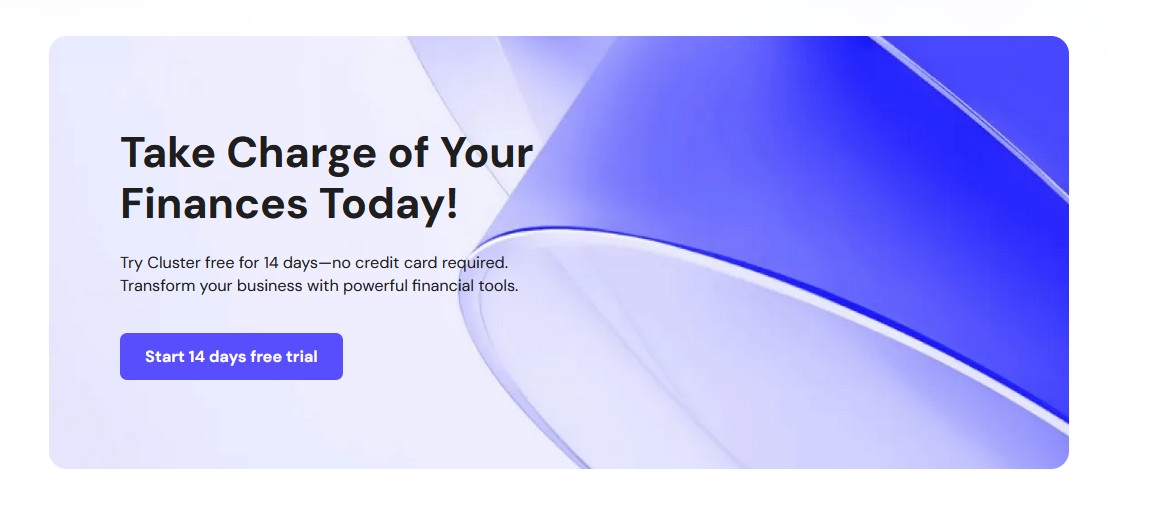 Take Charge of Your
Finances Today!
Try Cluster free for 14 days—no credit card required.
Transform your business with powerful financial tools.
Start 14 days free trial